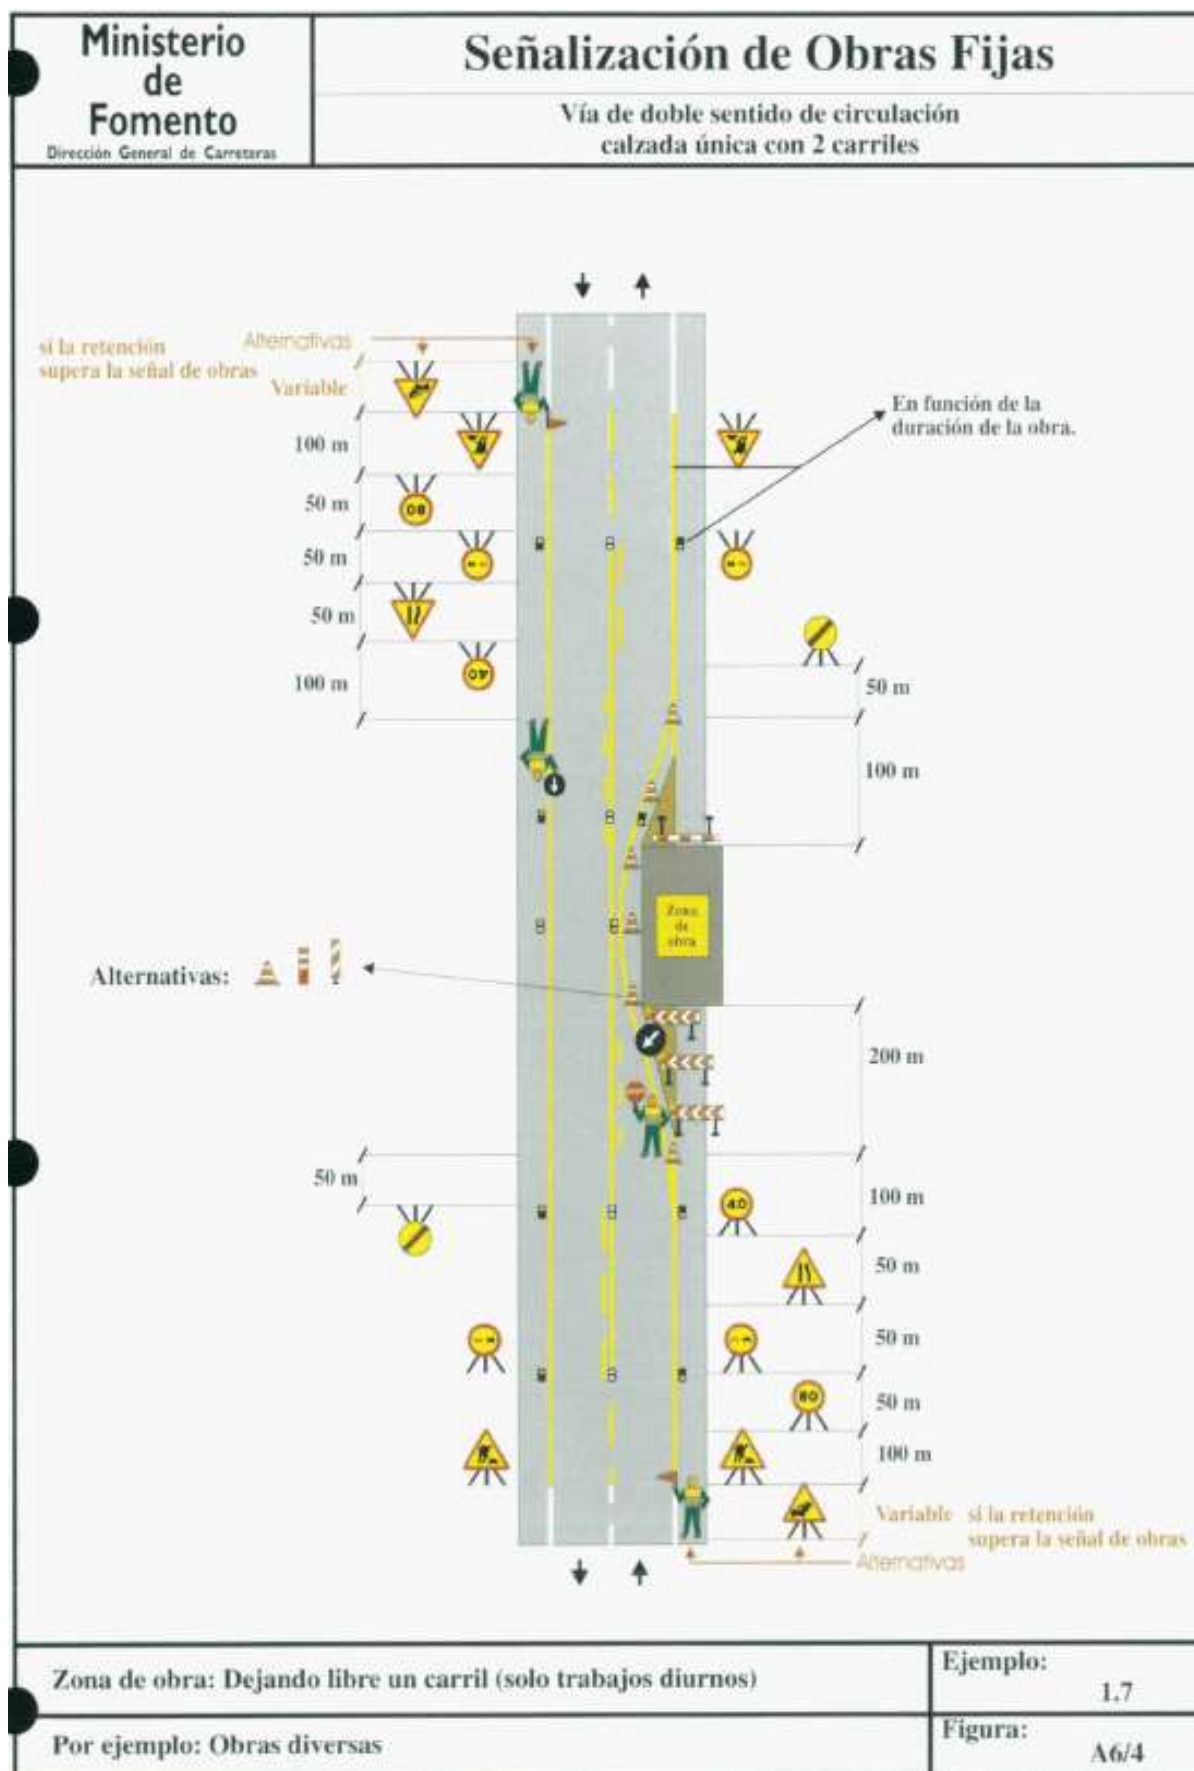 Ministerio
de
Fomento
Dirección General de Carreteras
Señalización de Obras Fijas
Vía de doble sentido de circulación
calzada única con 2 carriles
si la retención
supera la señal de obras
Alternativas
Variable
100 m
50 m
50 m
50 m
100 m
80
40
En función de la
duración de la obra.
50 m
100 m
Zona
de
obra
Alternativas:
200 m
50 m
100 m
40
50 m
50 m
80
50 m
100 m
Variable si la retención
supera la señal de obras
Alternativas
Zona de obra: Dejando libre un carril (solo trabajos diurnos)
Ejemplo:
1.7
Por ejemplo: Obras diversas
Figura:
A6/4